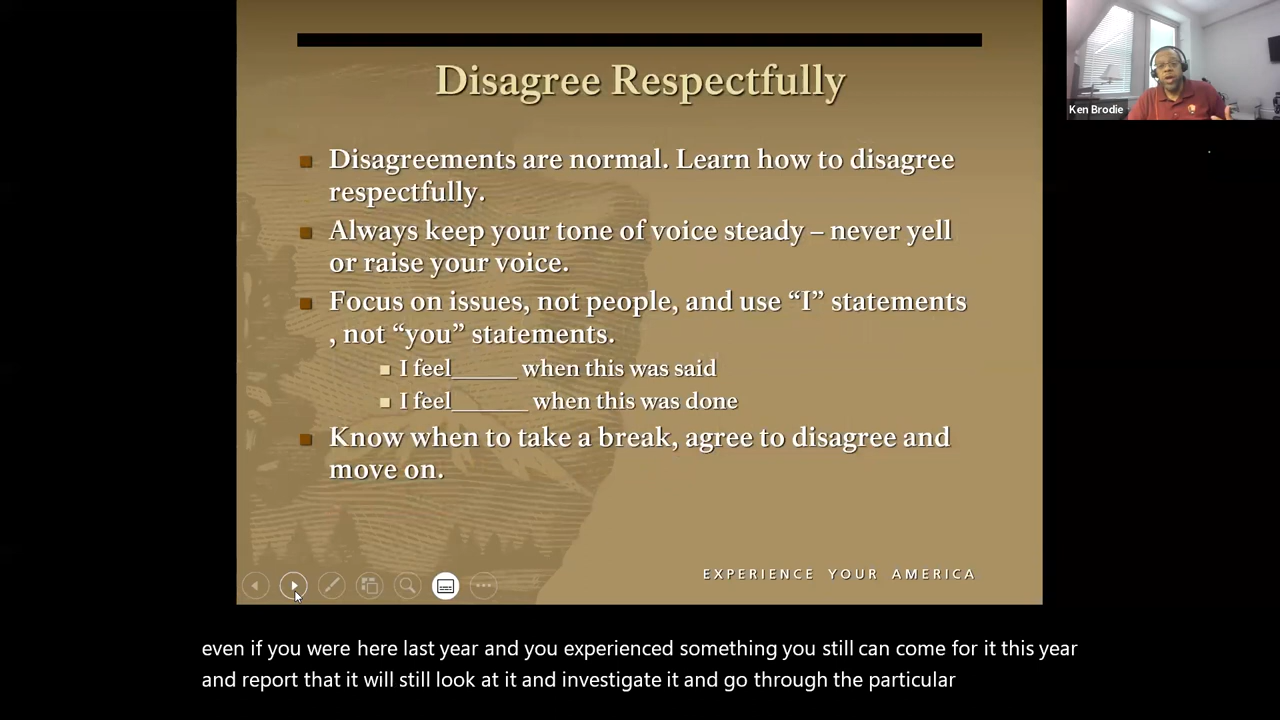 Disagree Respectfully
Disagreements are normal. Learn how to disagree
respectfully.
Always keep your tone of voice steady – never yell
or raise your voice.
Focus on issues, not people, and use “I” statements
, not “you” statements.
I feel_____ when this was said
I feel______ when this was done
Know when to take a break, agree to disagree and
move on.
EXPERIENCE YOUR AMERICA
Ken Brodie
even if you were here last year and you experienced something you still can come for it this year
and report that it will still look at it and investigate it and go through the particular